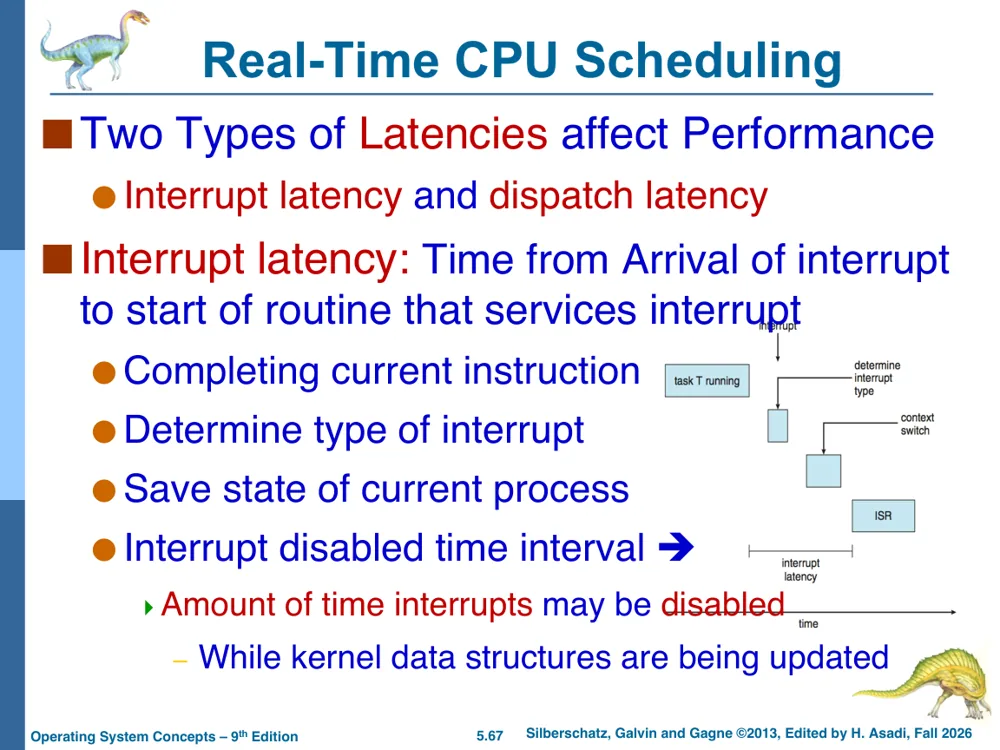 Real-Time CPU Scheduling
Two Types of Latencies affect Performance
Interrupt latency and dispatch latency
Interrupt latency: Time from Arrival of interrupt
to start of routine that services interrupt
Completing current instruction
Determine type of interrupt
Save state of current process
Interrupt disabled time interval ➔
Amount of time interrupts may be disabled
– While kernel data structures are being updated
interrupt
task T running
determine
interrupt
type
context
switch
ISR
interrupt
latency
time
Operating System Concepts – 9th Edition
5.67
Silberschatz, Galvin and Gagne ©2013, Edited by H. Asadi, Fall 2026